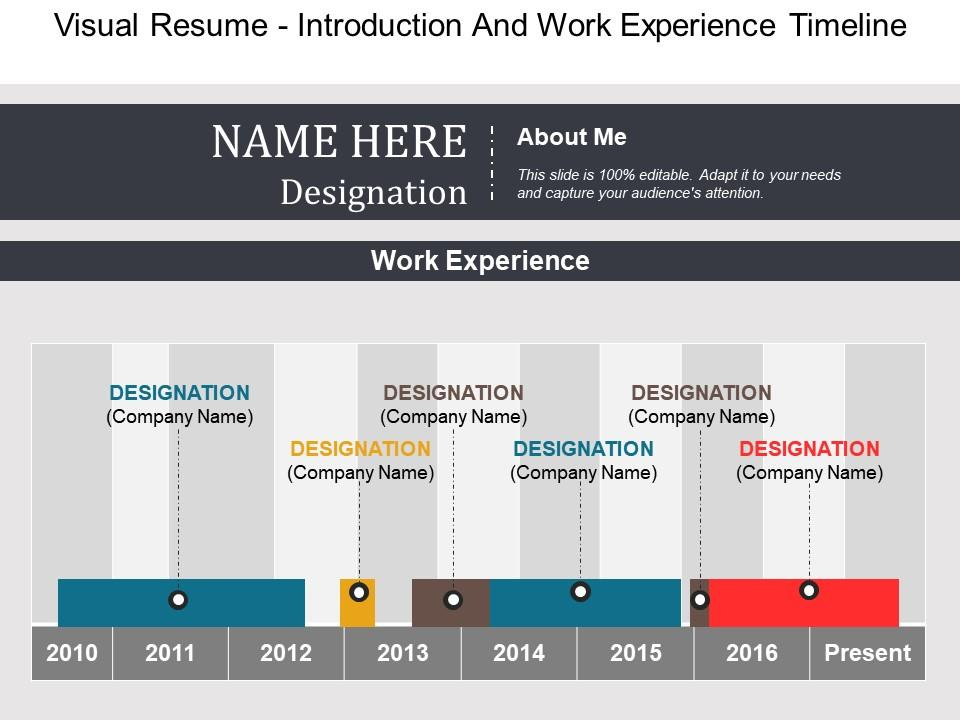 Visual Resume - Introduction And Work Experience Timeline
NAME HERE
Designation
About Me
This slide is 100% editable. Adapt it to your needs
and capture your audience's attention.
Work Experience
DESIGNATION
(Company Name)
DESIGNATION
(Company Name)
DESIGNATION
(Company Name)
DESIGNATION
(Company Name)
DESIGNATION
(Company Name)
DESIGNATION
(Company Name)
2010 2011 2012 2013 2014 2015 2016 Present